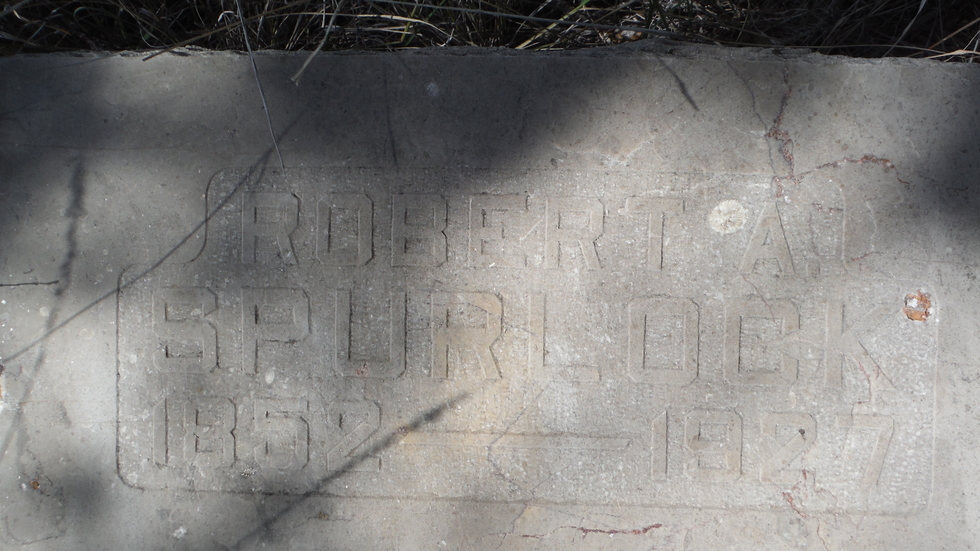 ROBERT A.
SPURLOCK
1852 — 1927